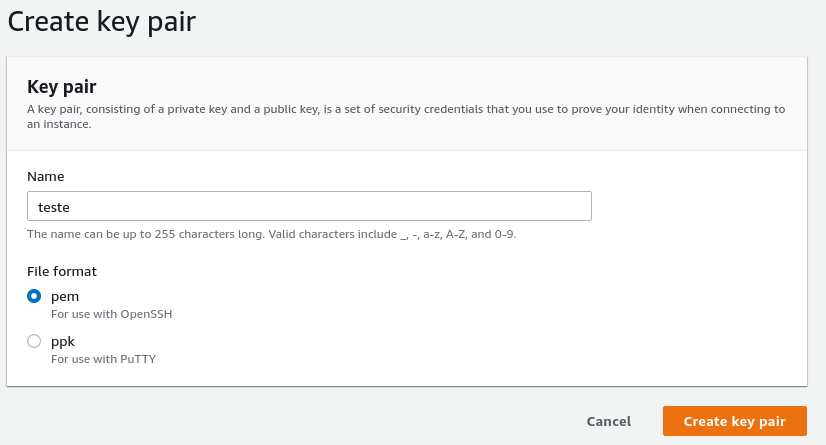 Create key pair
Key pair
A key pair, consisting of a private key and a public key, is a set of security credentials that you use to prove your identity when connecting to
an instance.
Name
teste
The name can be up to 255 characters long. Valid characters include _, -, a-z, A-Z, and 0-9.
File format
pem
For use with OpenSSH
ppk
For use with PuTTY
Cancel Create key pair